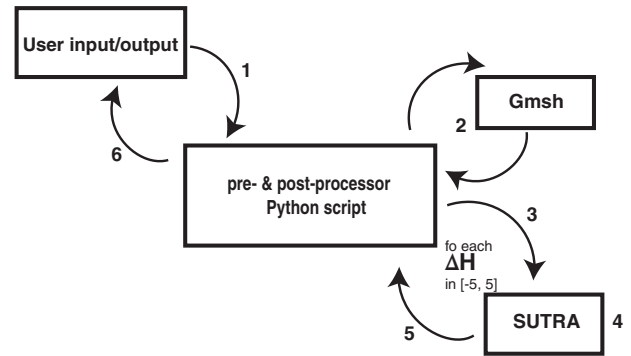 User input/output
1
Gmsh
2
6
pre- & post-processor
Python script
3
fo each
ΔH
in [-5, 5]
SUTRA
4
5